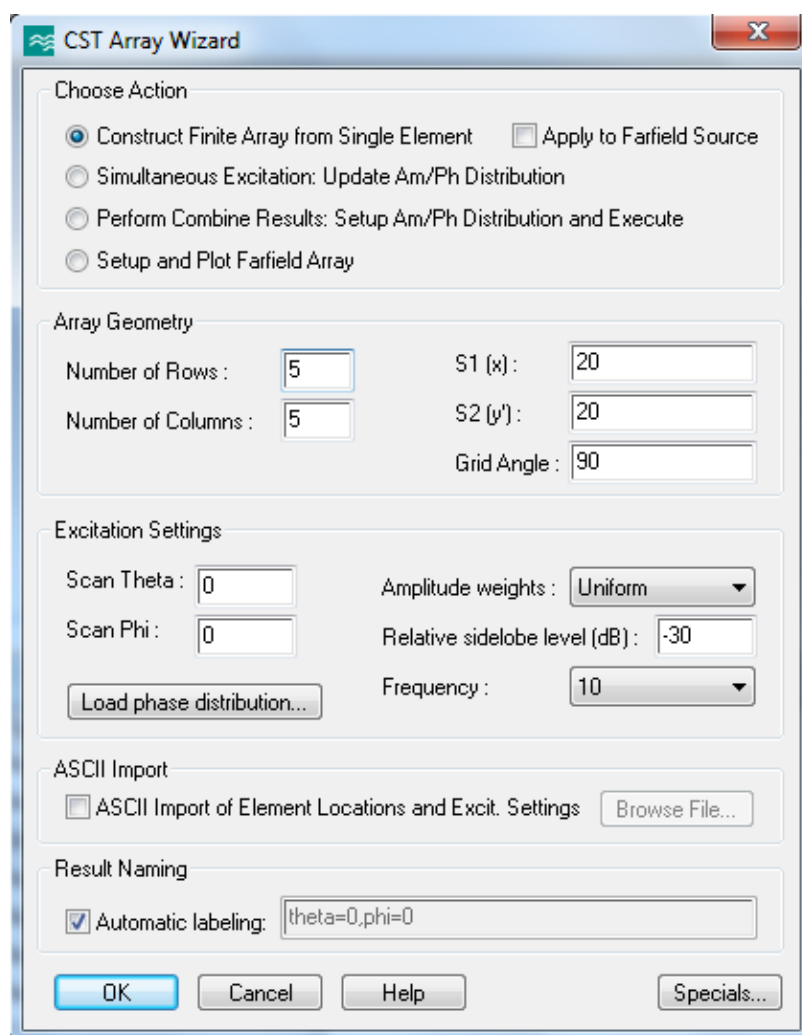 CST Array Wizard
Choose Action
Construct Finite Array from Single Element Apply to Farfield Source
Simultaneous Excitation: Update Am/Ph Distribution
Perform Combine Results: Setup Am/Ph Distribution and Execute
Setup and Plot Farfield Array
Array Geometry
Number of Rows : 5 S1 (x) : 20
Number of Columns : 5 S2 (y') : 20
Grid Angle : 90
Excitation Settings
Scan Theta : 0 Amplitude weights : Uniform
Scan Phi : 0 Relative sidelobe level (dB) : -30
Load phase distribution... Frequency : 10
ASCII Import
ASCII Import of Element Locations and Excit. Settings Browse File...
Result Naming
Automatic labeling: theta=0,phi=0
OK Cancel Help Specials...